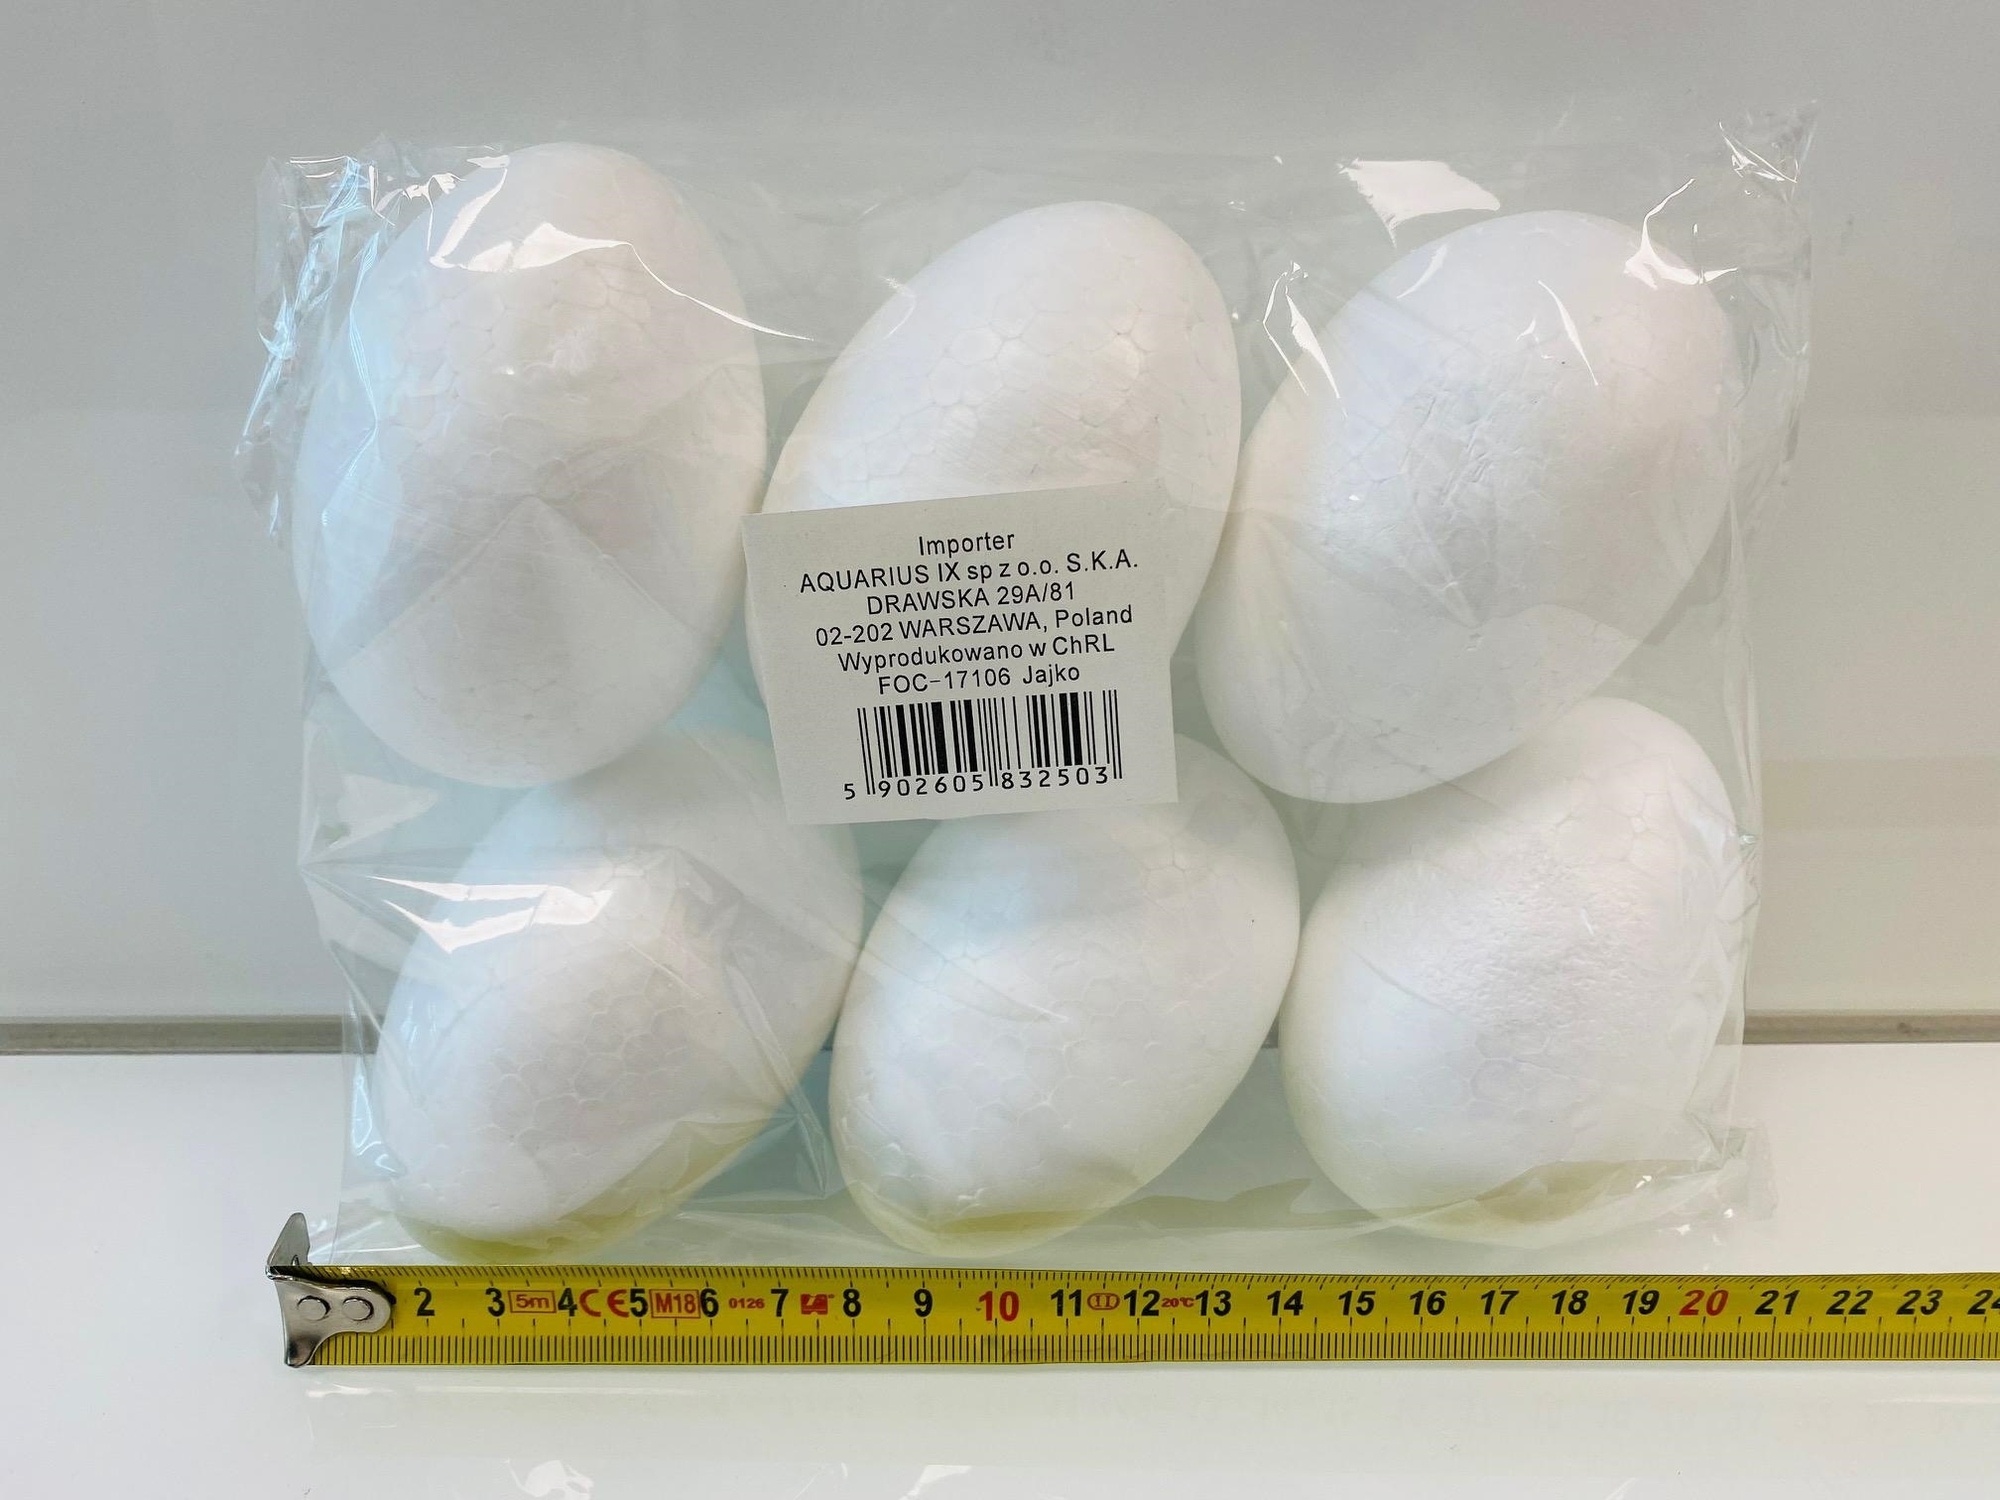 Importer
AQUARIUS IX sp z o.o. S.K.A.
DRAWSKA 29A/81
02-202 WARSZAWA, Poland
Wyprodukowano w ChRL
FOC-17106 Jajko
5 902605 832503
2 3 5m 4 CE 5 M18 6 0126 7 8 9 10 11 II 12 20°C 13 14 15 16 17 18 19 20 21 22 23 24